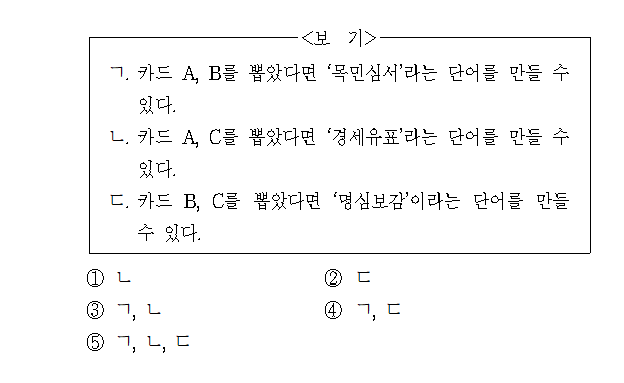 <보 기>
ㄱ. 카드 A, B를 뽑았다면 ‘목민심서’라는 단어를 만들 수
있다.
ㄴ. 카드 A, C를 뽑았다면 ‘경세유표’라는 단어를 만들 수
있다.
ㄷ. 카드 B, C를 뽑았다면 ‘명심보감’이라는 단어를 만들
수 있다.
① ㄴ ② ㄷ
③ ㄱ, ㄴ ④ ㄱ, ㄷ
⑤ ㄱ, ㄴ, ㄷ